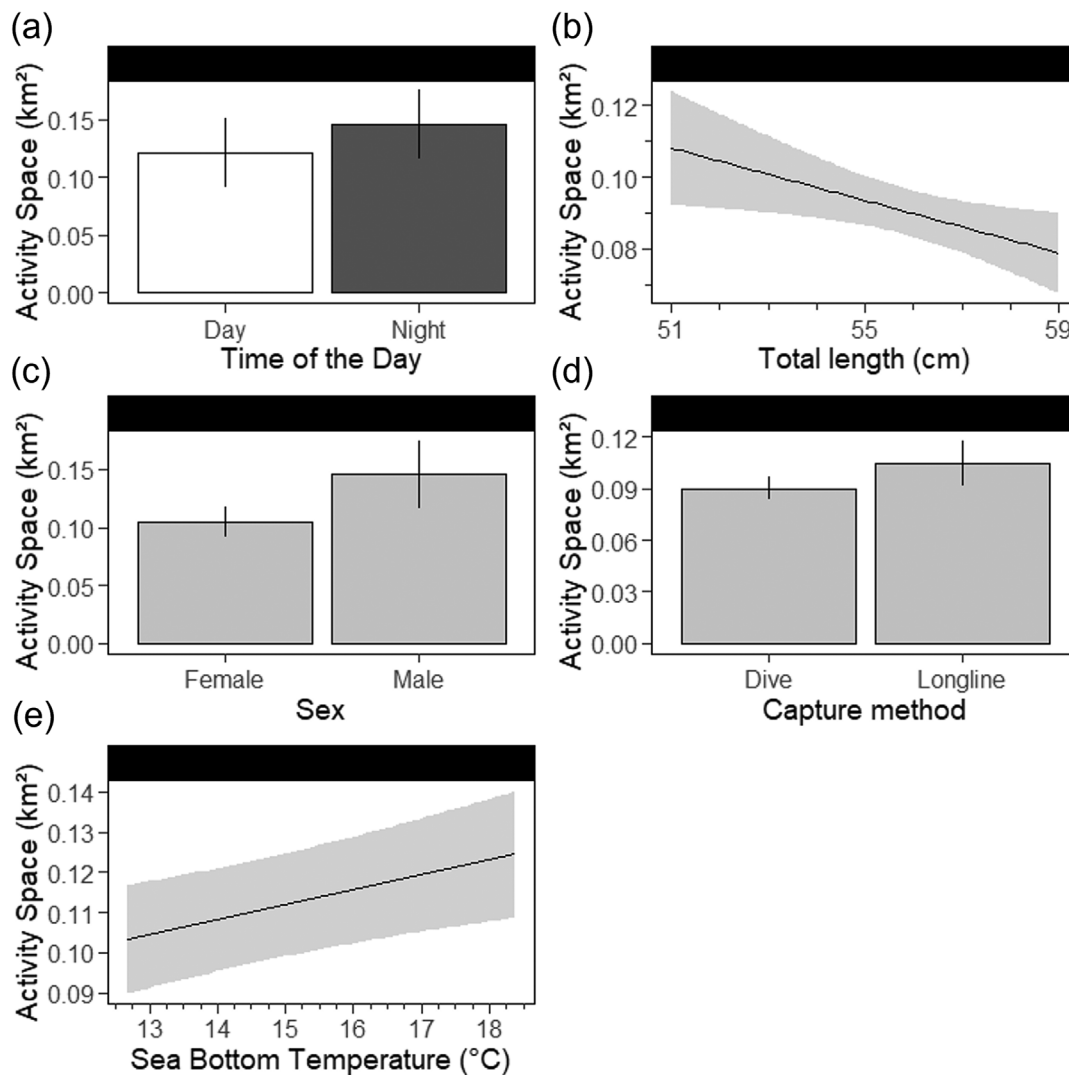 (a)
Activity Space (km²)
0.15
0.10
0.05
0.00
Day Night
Time of the Day
(b)
Activity Space (km²)
0.12
0.10
0.08
51 55 59
Total length (cm)
(c)
Activity Space (km²)
0.15
0.10
0.05
0.00
Female Male
Sex
(d)
Activity Space (km²)
0.12
0.09
0.06
0.03
0.00
Dive Longline
Capture method
(e)
Activity Space (km²)
0.14
0.13
0.12
0.11
0.10
0.09
13 14 15 16 17 18
Sea Bottom Temperature (°C)